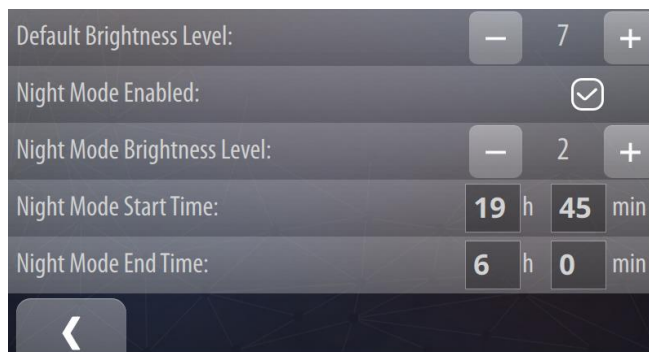 Default Brightness Level: − 7 +
Night Mode Enabled:
Night Mode Brightness Level: − 2 +
Night Mode Start Time: 19 h 45 min
Night Mode End Time: 6 h 0 min